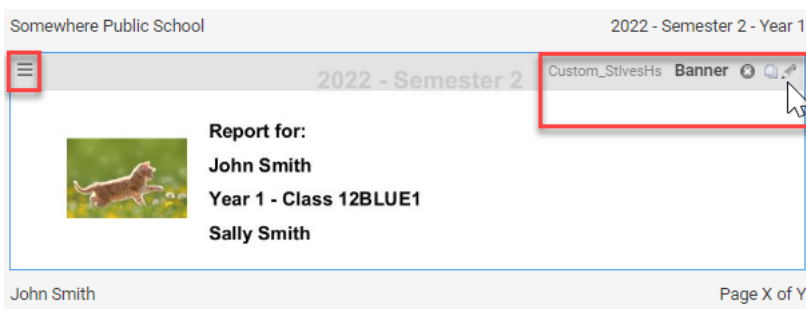 Somewhere Public School 2022 - Semester 2 - Year 1
2022 - Semester 2 Custom_StIvesHs Banner
Report for:
John Smith
Year 1 - Class 12BLUE1
Sally Smith
John Smith Page X of Y